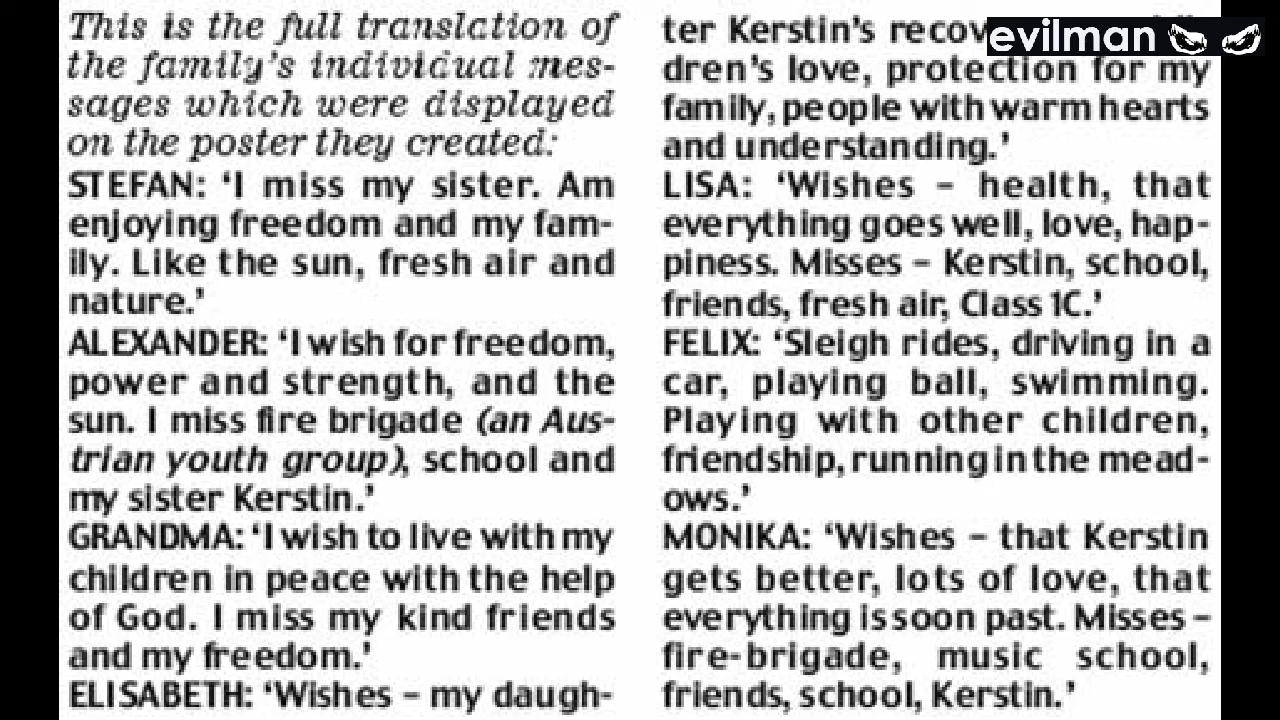 This is the full translation of
the family's individual mes-
sages which were displayed
on the poster they created:
STEFAN: 'I miss my sister. Am
enjoying freedom and my fam-
ily. Like the sun, fresh air and
nature.'
ALEXANDER: 'I wish for freedom,
power and strength, and the
sun. I miss fire brigade (an Aus-
trian youth group), school and
my sister Kerstin.'
GRANDMA: 'I wish to live with my
children in peace with the help
of God. I miss my kind friends
and my freedom.'
ELISABETH: 'Wishes – my daugh-
ter Kerstin's
dren's love, protection for my
family, people with warm hearts
and understanding.'
LISA: 'Wishes – health, that
everything goes well, love, hap-
piness. Misses – Kerstin, school,
friends, fresh air, Class 1C.'
FELIX: 'Sleigh rides, driving in a
car, playing ball, swimming.
Playing with other children,
friendship, running in the mead-
ows.'
MONIKA: 'Wishes – that Kerstin
gets better, lots of love, that
everything is soon past. Misses –
fire-brigade, music school,
friends, school, Kerstin.'
evilman